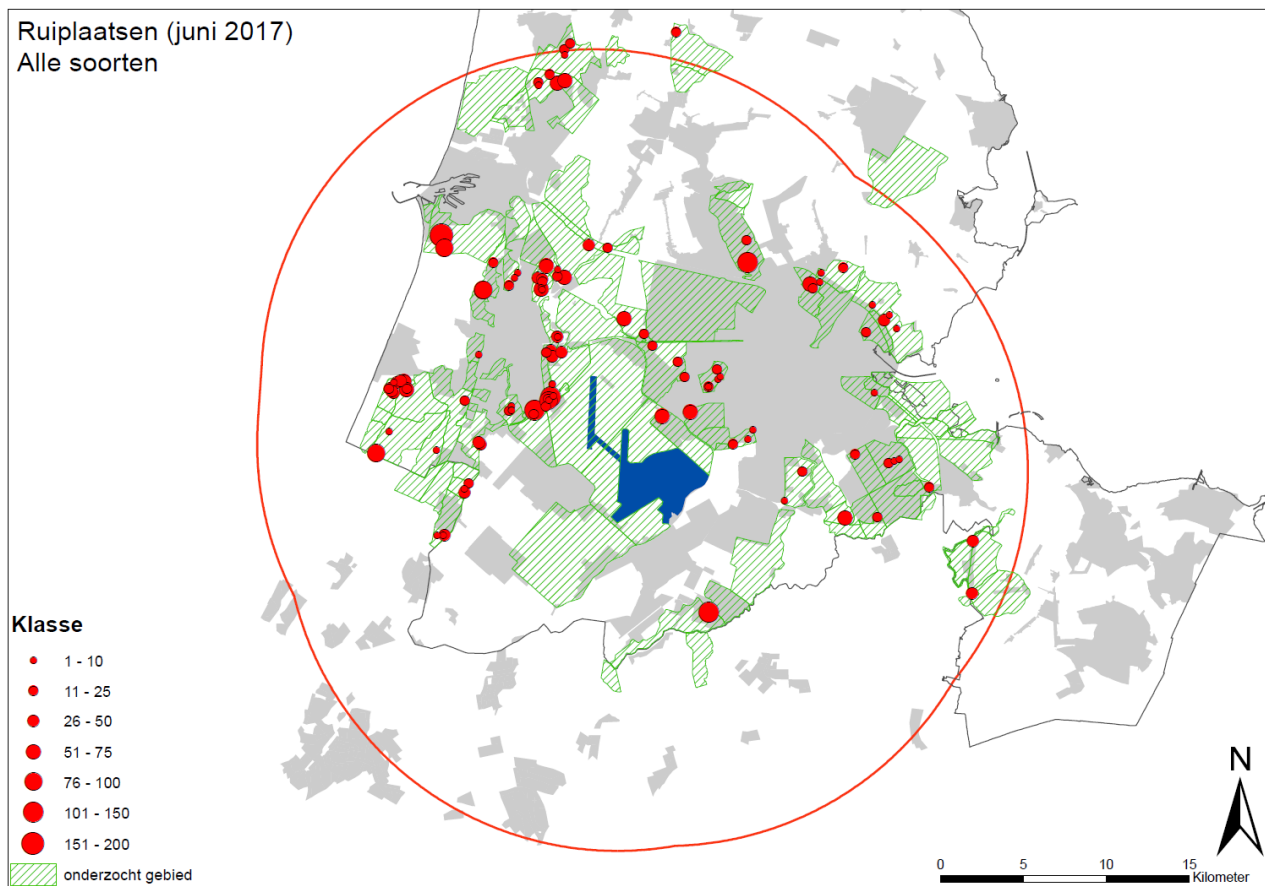 Ruiplaatsen (juni 2017)
Alle soorten
Klasse
1 - 10
11 - 25
26 - 50
51 - 75
76 - 100
101 - 150
151 - 200
onderzocht gebied
N
0 5 10 15
Kilometer